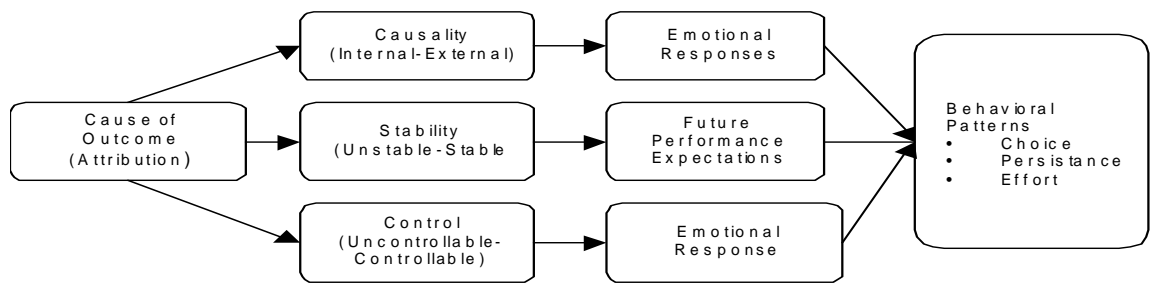 Cause of
Outcome
(Attribution)
Causality
(Internal-External)
Emotional
Responses
Stability
(Unstable-Stable
Future
Performance
Expectations
Control
(Uncontrollable-
Controllable)
Emotional
Response
Behavioral
Patterns
• Choice
• Persistance
• Effort